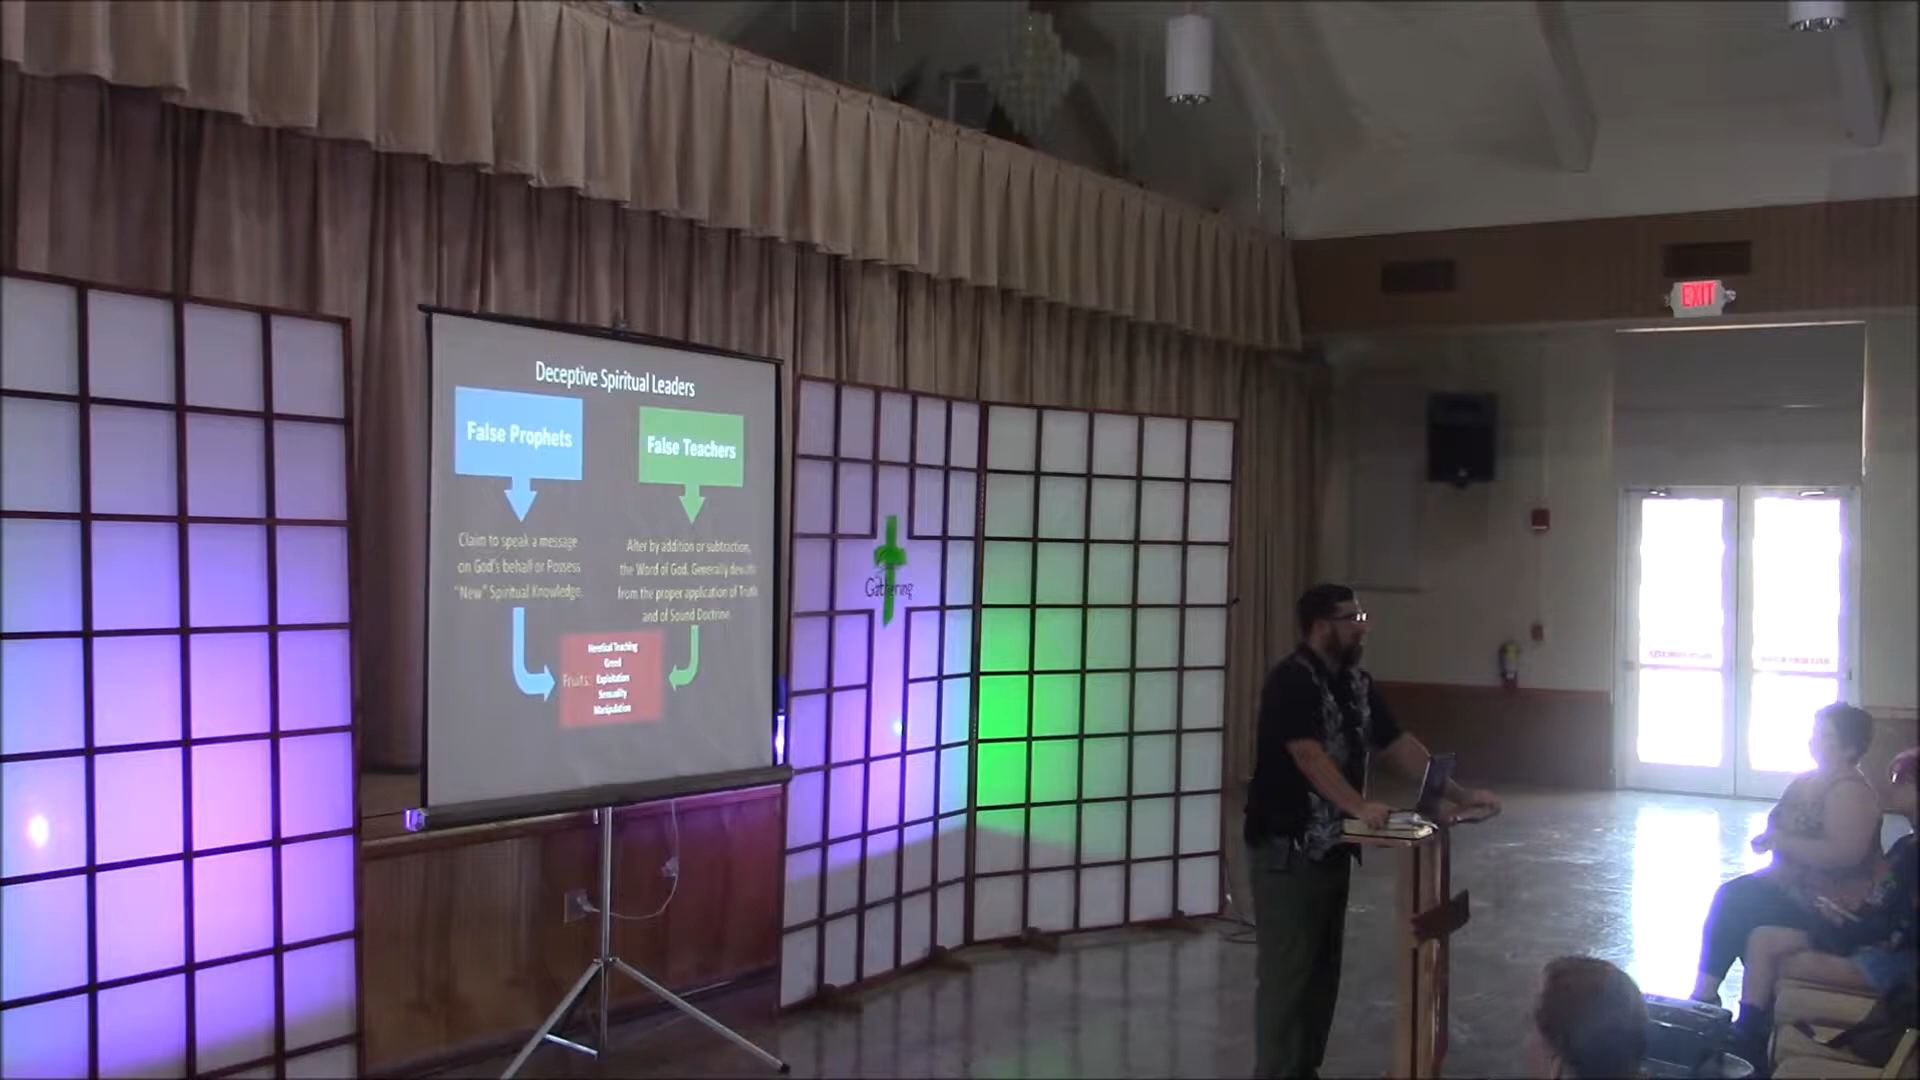 Deceptive Spiritual Leaders
False Prophets
Claim to speak a message
on God's behalf or Possess
"New" Spiritual Knowledge.
False Teachers
Alter by addition or subtraction,
the Word of God. Generally
from the proper application of Truth
and of Sound Doctrine.
Fruits:
Heretical Teaching
Greed
Exploitation
Sensuality
Manipulation
Gathering
EXIT